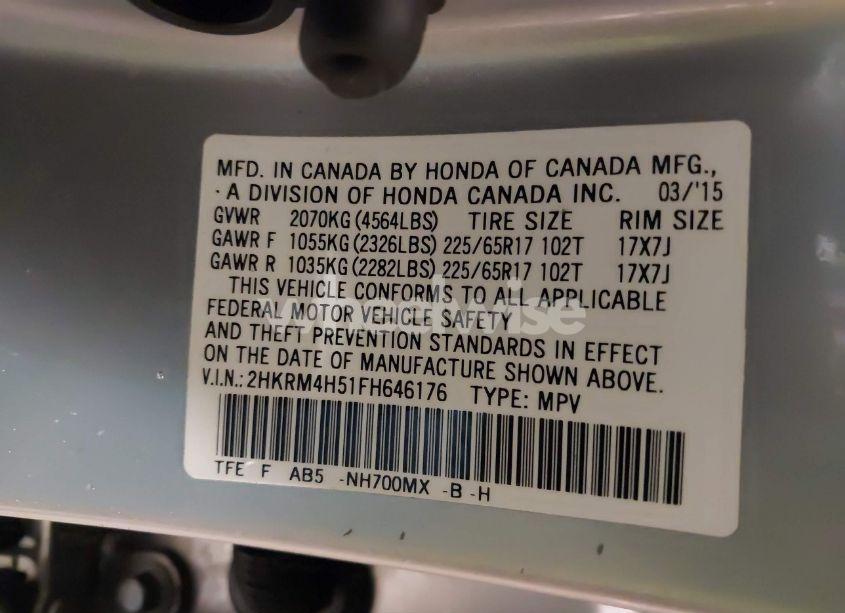 MFD. IN CANADA BY HONDA OF CANADA MFG.,
· A DIVISION OF HONDA CANADA INC. 03/'15
GVWR 2070KG (4564LBS) TIRE SIZE RIM SIZE
GAWR F 1055KG (2326LBS) 225/65R17 102T 17X7J
GAWR R 1035KG (2282LBS) 225/65R17 102T 17X7J
THIS VEHICLE CONFORMS TO ALL APPLICABLE
FEDERAL MOTOR VEHICLE SAFETY
AND THEFT PREVENTION STANDARDS IN EFFECT
ON THE DATE OF MANUFACTURE SHOWN ABOVE.
V.I.N.: 2HKRM4H51FH646176 TYPE: MPV
TFE F AB5 -NH700MX -B -H
wheelwise